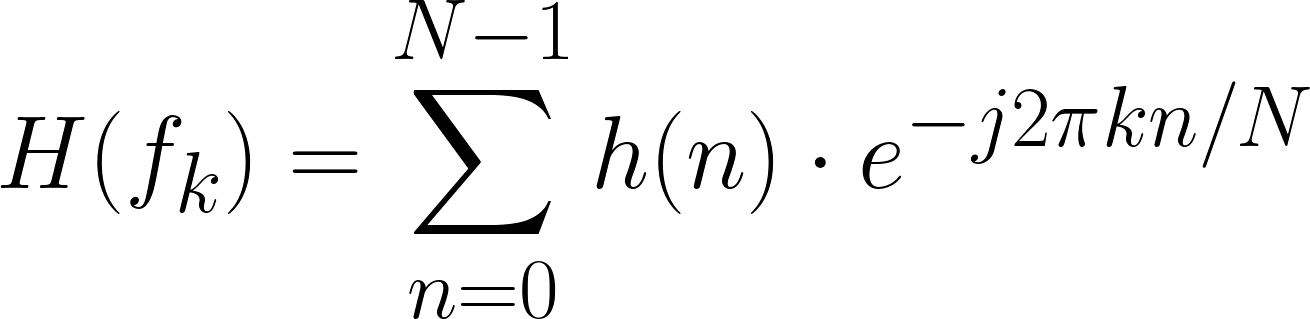 H(f_k) = \sum_{n=0}^{N-1} h(n) \cdot e^{-j2\pi kn/N}